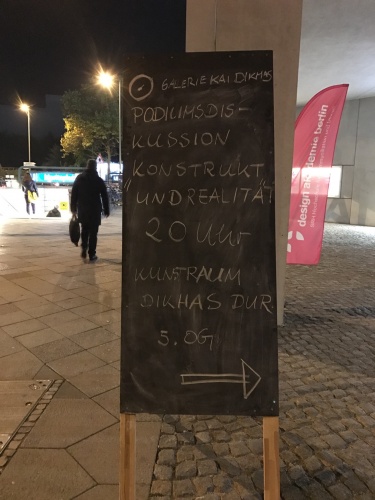 GALERIE KAI DIKHAS
PODIUMSDIS-
KUSSION
KONSTRUKT
"UND REALITÄT"
20 UHR
KUNSTRAUM
DIKHAS DUR
5. OG
design akademie berlin